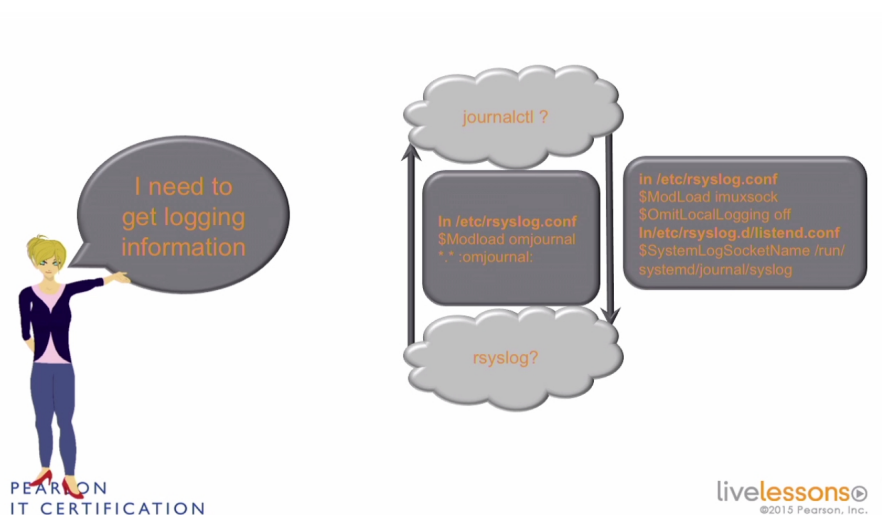 I need to
get logging
information
journalctl ?
In /etc/rsyslog.conf
$Modload omjournal
*.* :omjournal:
in /etc/rsyslog.conf
$ModLoad imuxsock
$OmitLocalLogging off
In/etc/rsyslog.d/listend.conf
$SystemLogSocketName /run/
systemd/journal/syslog
rsyslog?
PEARSON
IT CERTIFICATION
livelessons
©2015 Pearson, Inc.